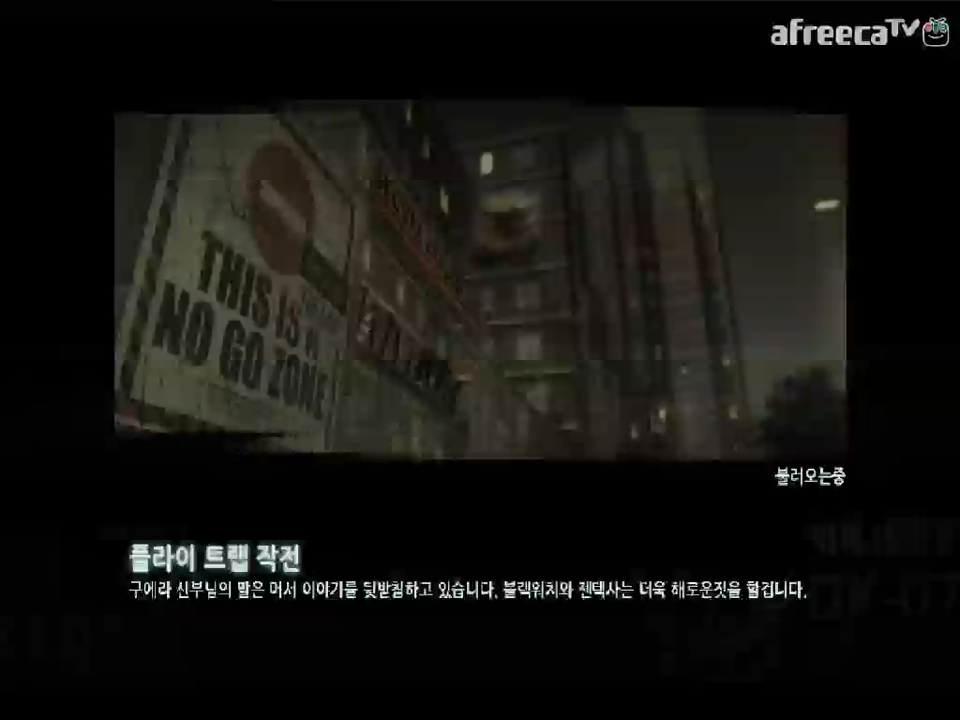 afreecaTV
THIS IS A
NO GO ZONE
불러오는중
플라이 트랩 작전
구에라 신부님의 말은 머서 이야기를 뒷받침하고 있습니다. 블랙워치와 젠텍사는 더욱 해로운짓을 할겁니다.